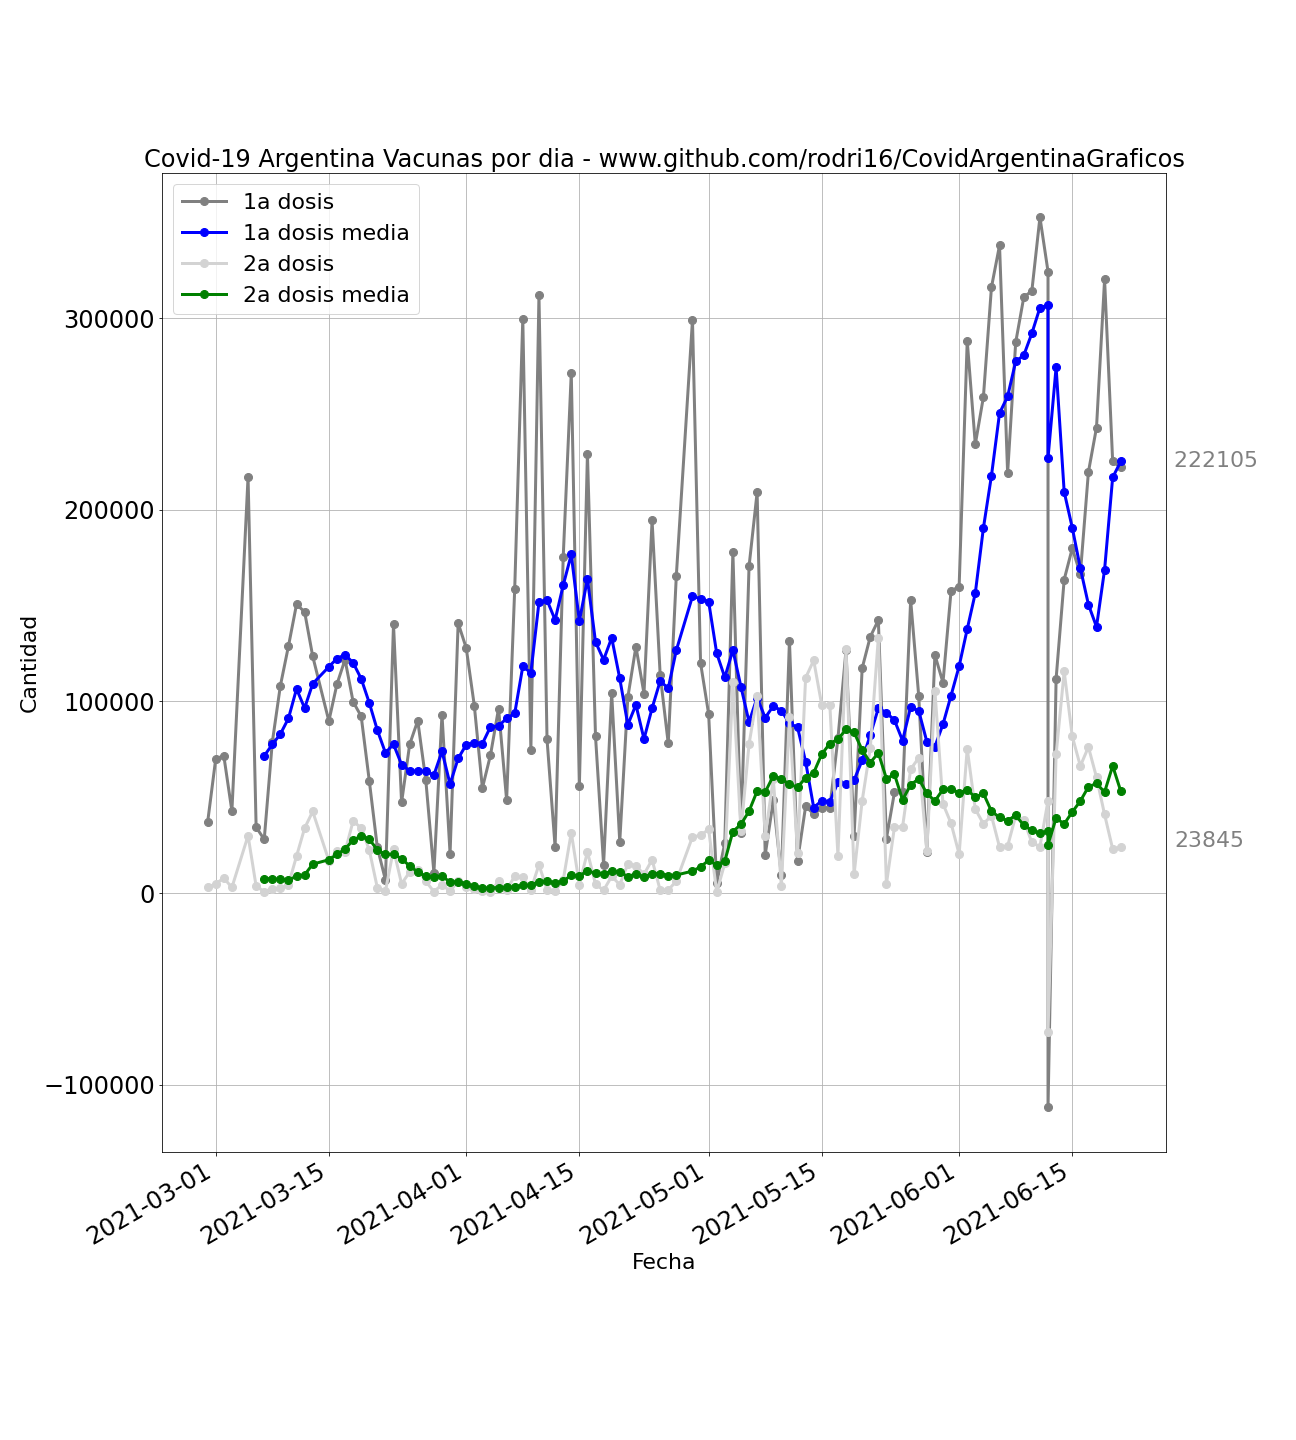 Covid-19 Argentina Vacunas por dia - www.github.com/rodri16/CovidArgentinaGraficos
1a dosis
1a dosis media
2a dosis
2a dosis media
300000
200000
100000
0
−100000
Cantidad
222105
23845
2021-03-01
2021-03-15
2021-04-01
2021-04-15
2021-05-01
2021-05-15
2021-06-01
2021-06-15
Fecha